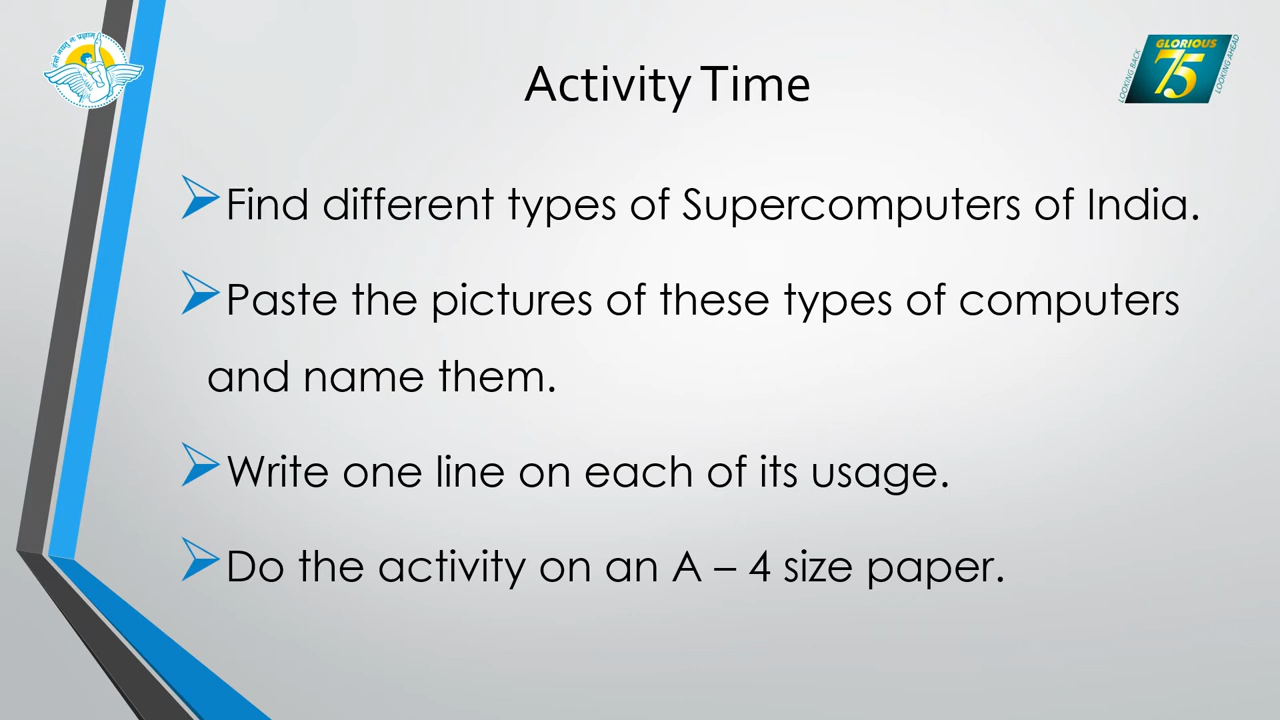 Activity Time
GLORIOUS
75
LOOKING BACK
LOOKING AHEAD
Find different types of Supercomputers of India.
Paste the pictures of these types of computers
and name them.
Write one line on each of its usage.
Do the activity on an A – 4 size paper.